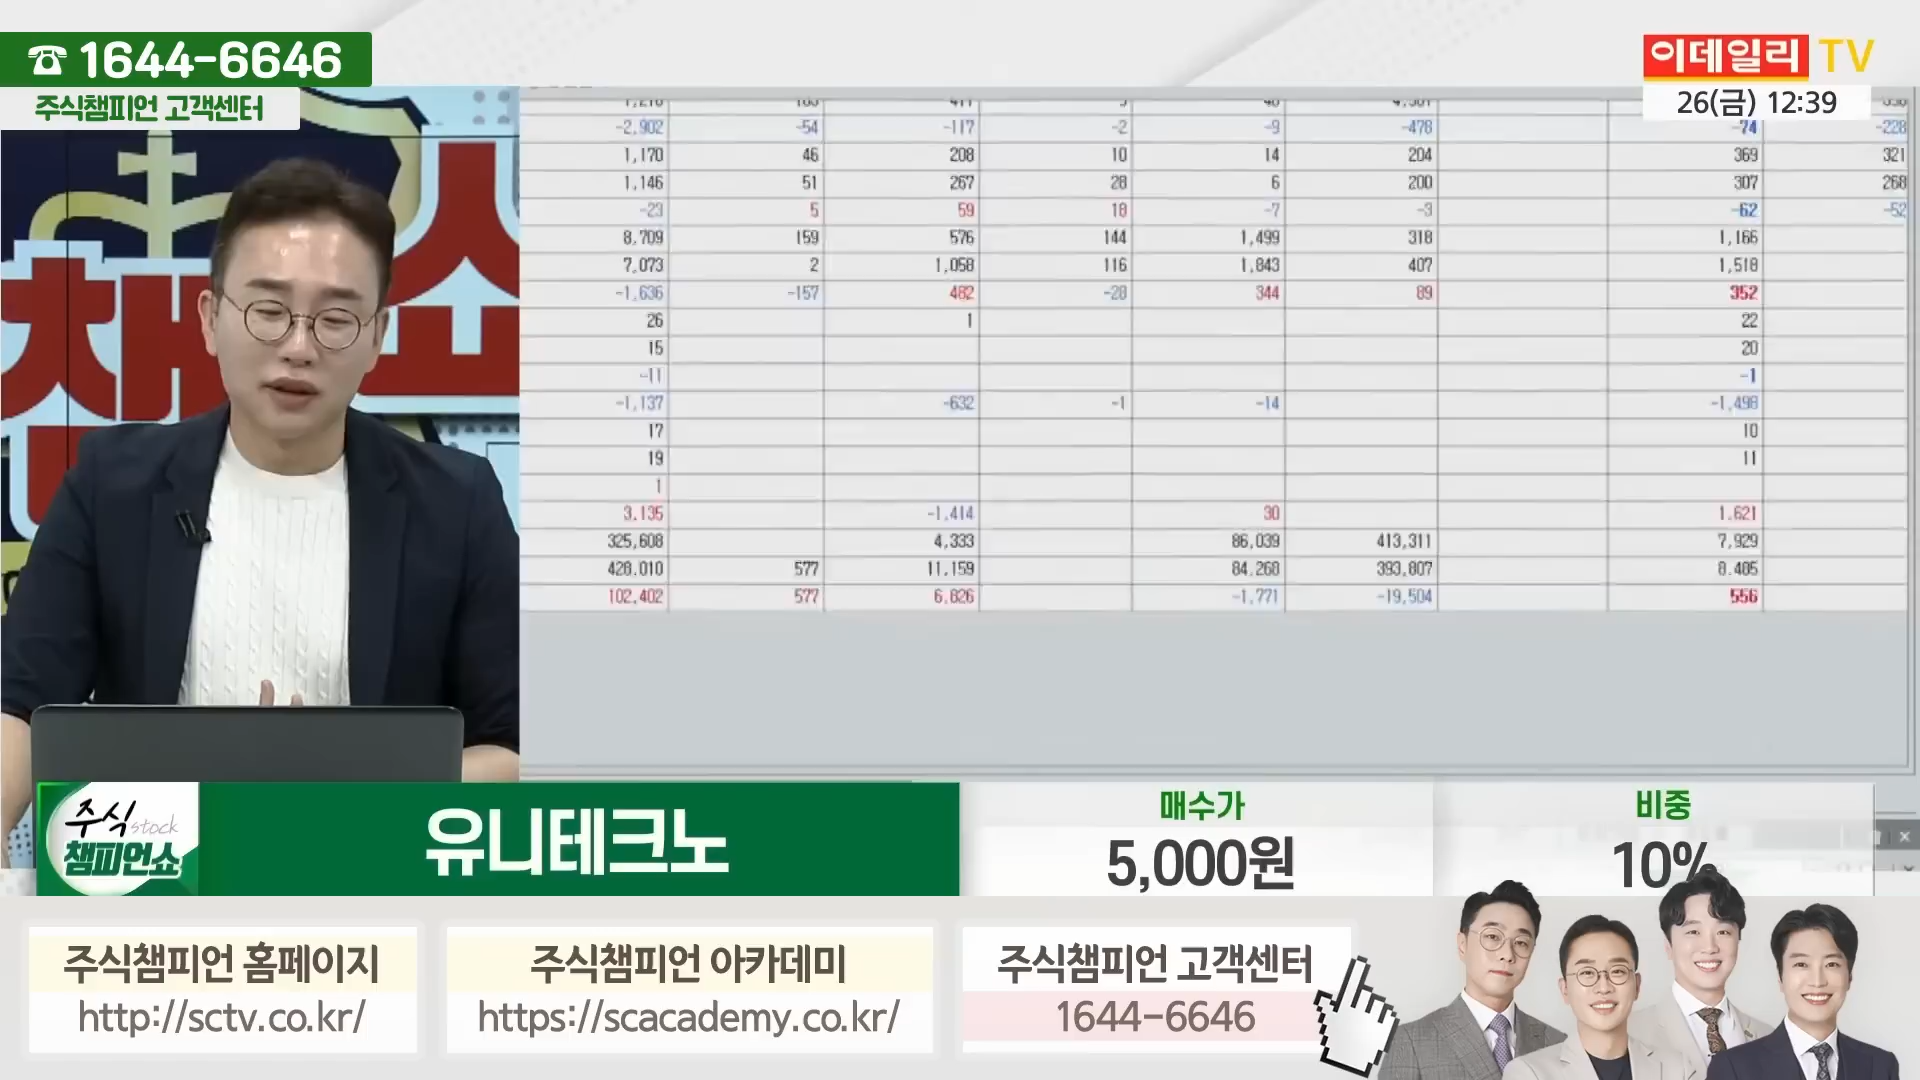 ☎ 1644-6646
주식챔피언 고객센터
이데일리 TV
26(금) 12:39
-2,902 -54 -117 -2 -9 -478 -74 -228
1,170 46 208 10 14 204 369 321
1,146 51 267 28 6 200 307 268
-23 5 59 18 -7 -3 -62 -52
8,709 159 576 144 1,499 318 1,166
7,073 2 1,058 116 1,843 407 1,518
-1,636 -157 482 -28 344 89 352
26 1 22
15 20
-11 -1
-1,137 -632 -1 -14 -1,498
17 10
19 11
1
3,135 -1,414 30 1,621
325,608 4,333 86,039 413,311 7,929
428,010 577 11,159 84,268 393,807 8,485
102,402 577 6,826 -1,771 -19,504 556
주식 stock
챔피언쇼
유니테크노
매수가
5,000원
비중
10%
주식챔피언 홈페이지
http://sctv.co.kr/
주식챔피언 아카데미
https://scacademy.co.kr/
주식챔피언 고객센터
1644-6646